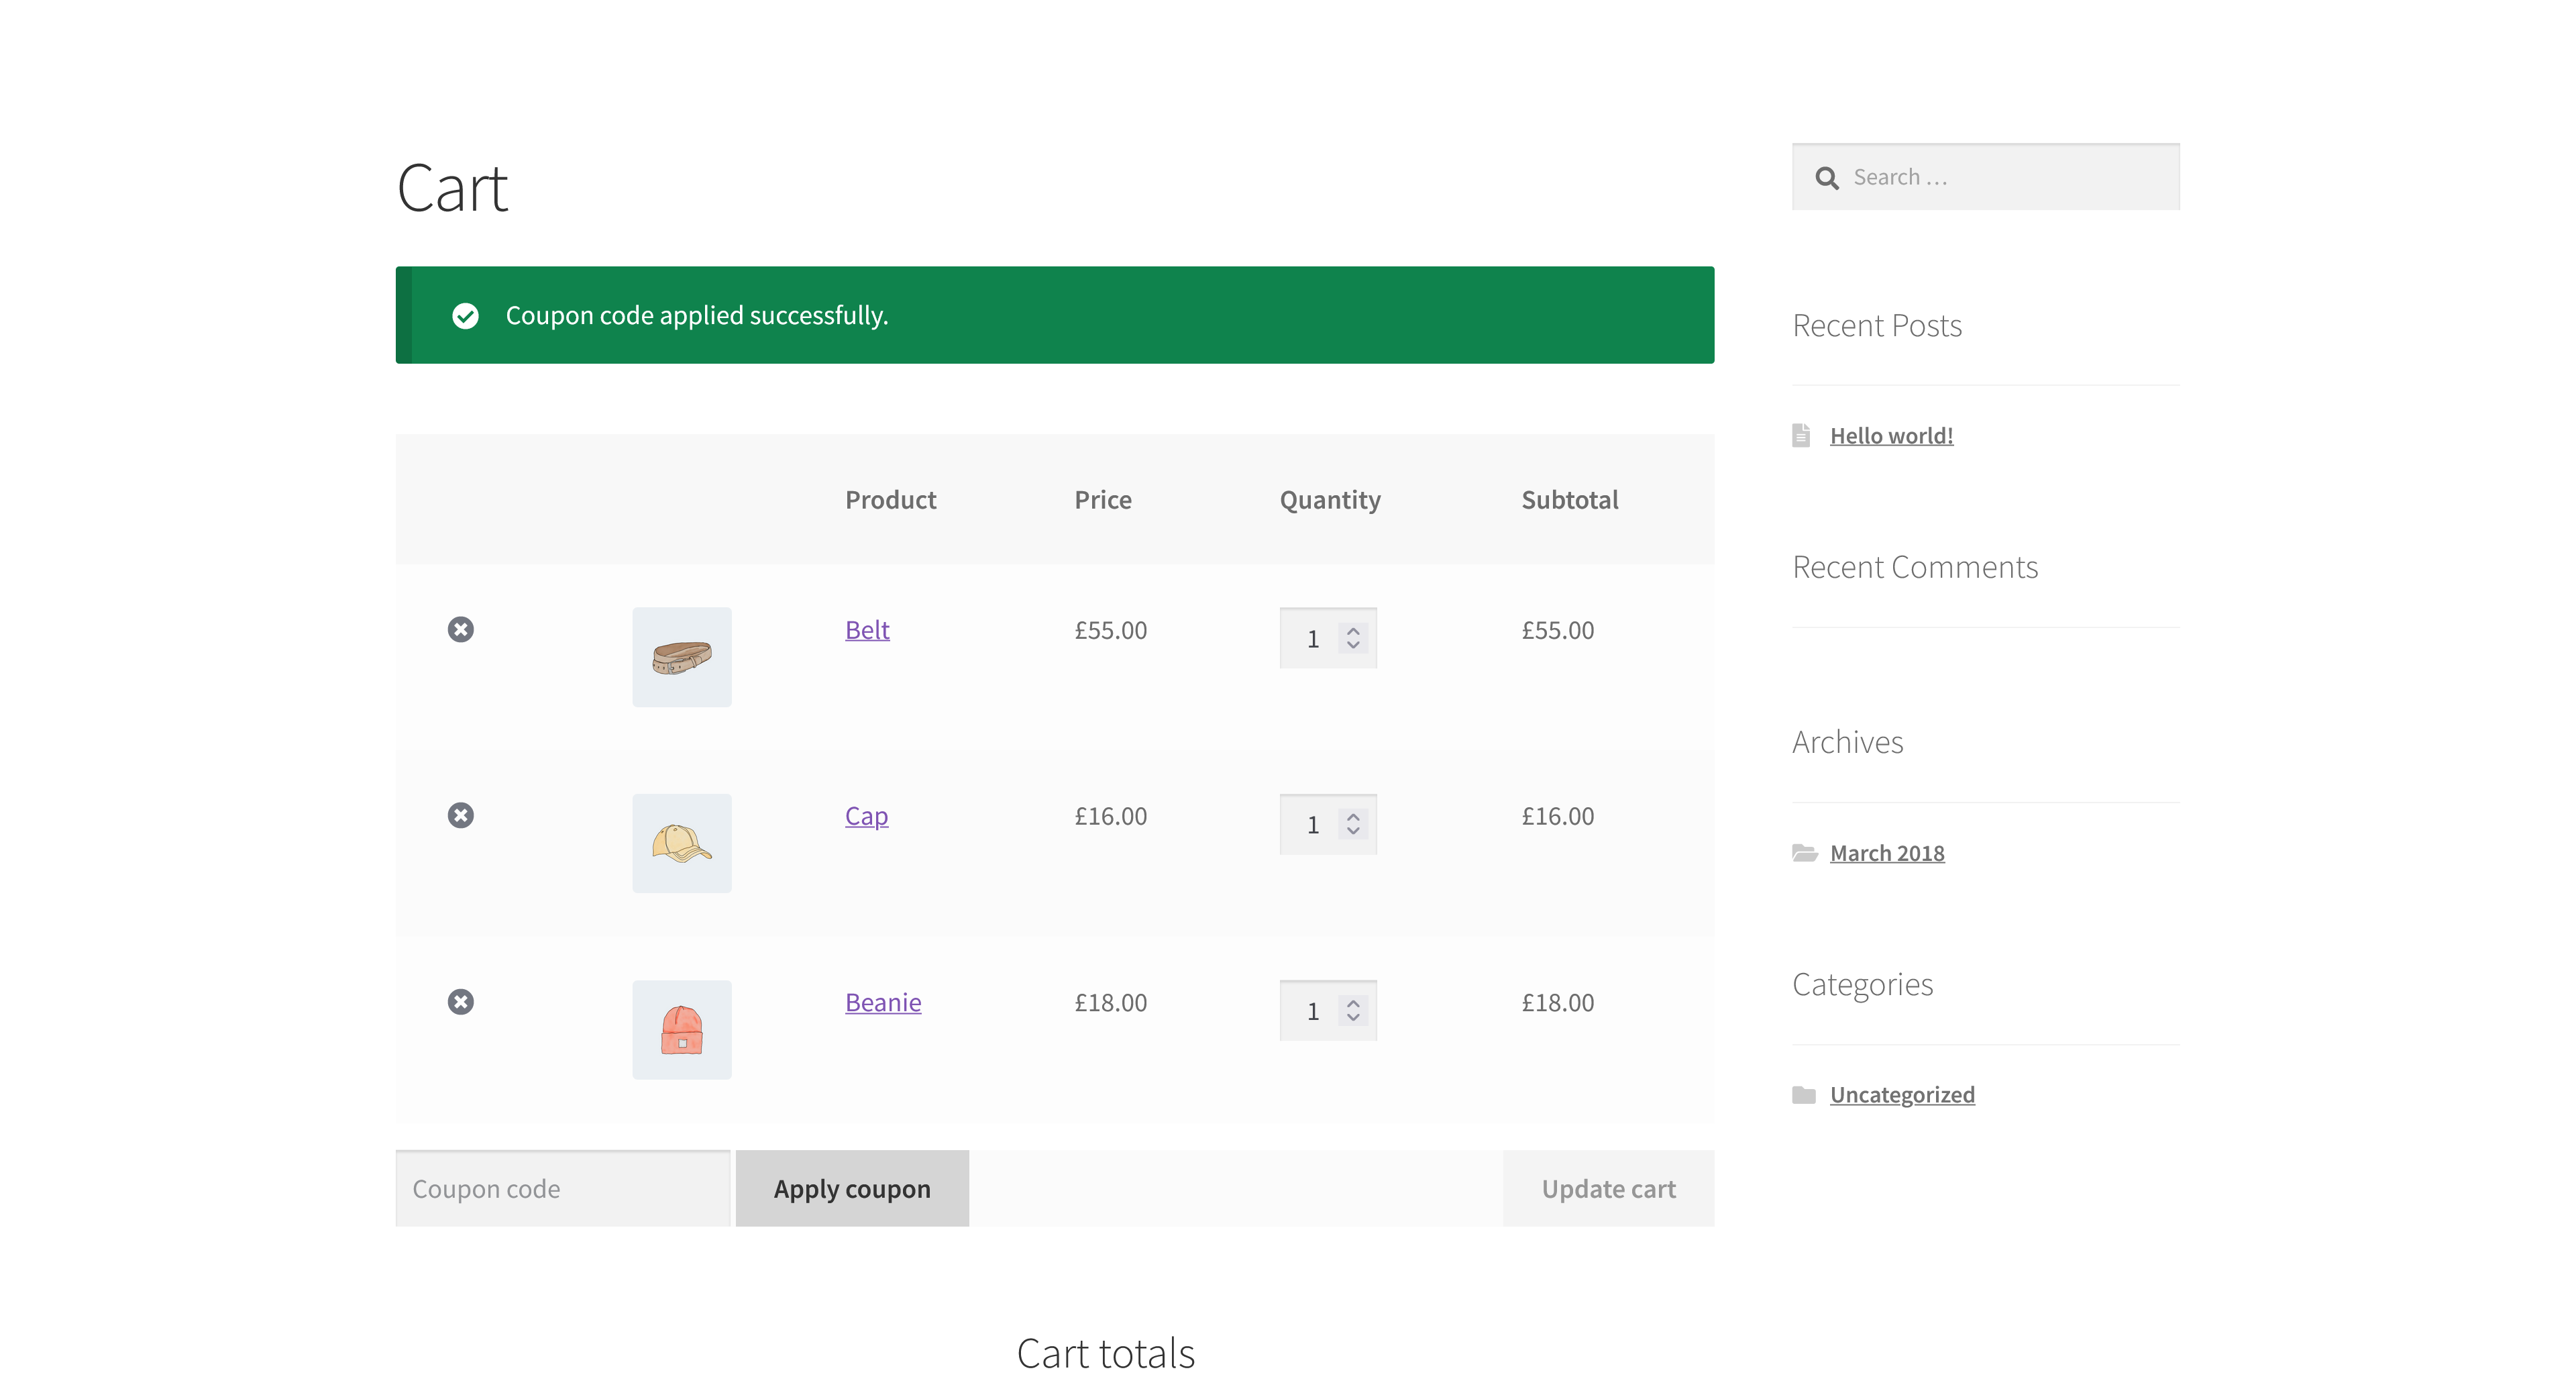 Cart
Search …
Coupon code applied successfully.
Product Price Quantity Subtotal
Belt £55.00 1 £55.00
Cap £16.00 1 £16.00
Beanie £18.00 1 £18.00
Coupon code Apply coupon Update cart
Cart totals
Recent Posts
Hello world!
Recent Comments
Archives
March 2018
Categories
Uncategorized